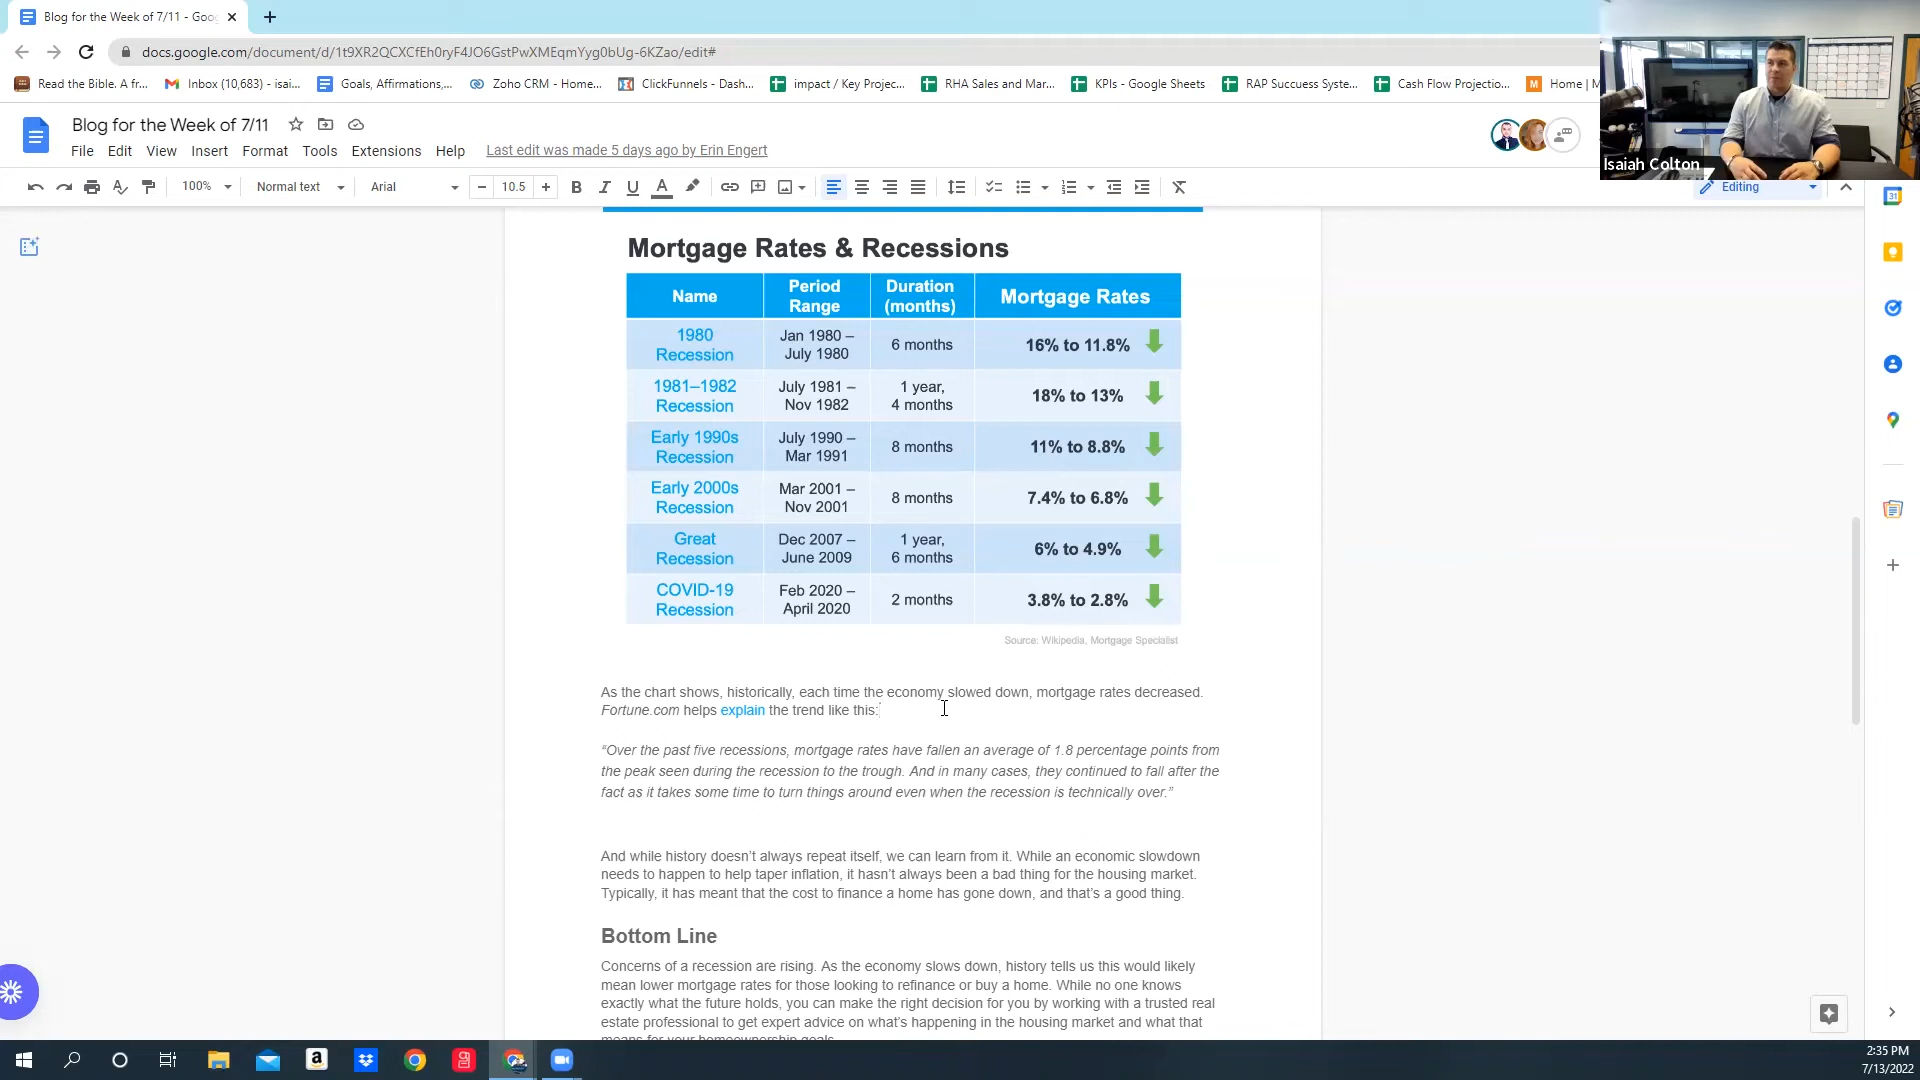 Blog for the Week of 7/11 - Goo
docs.google.com/document/d/1t9XR2QCXCfEh0ryF4JO6GstPwXMEqmYyg0bUg-6KZao/edit#
Read the Bible. A fr... Inbox (10,683) - isai... Goals, Affirmations,... Zoho CRM - Home... ClickFunnels - Dash... impact / Key Projec... RHA Sales and Mar... KPIs - Google Sheets RAP Succuess Syste... Cash Flow Projectio... Home | M
Blog for the Week of 7/11
File Edit View Insert Format Tools Extensions Help Last edit was made 5 days ago by Erin Engert
Isaiah Colton
100% Normal text Arial 10.5 Editing
Mortgage Rates & Recessions
Name Period Range Duration (months) Mortgage Rates
1980 Recession Jan 1980 – July 1980 6 months 16% to 11.8%
1981–1982 Recession July 1981 – Nov 1982 1 year, 4 months 18% to 13%
Early 1990s Recession July 1990 – Mar 1991 8 months 11% to 8.8%
Early 2000s Recession Mar 2001 – Nov 2001 8 months 7.4% to 6.8%
Great Recession Dec 2007 – June 2009 1 year, 6 months 6% to 4.9%
COVID-19 Recession Feb 2020 – April 2020 2 months 3.8% to 2.8%
Source: Wikipedia, Mortgage Specialist
As the chart shows, historically, each time the economy slowed down, mortgage rates decreased.
Fortune.com helps explain the trend like this:
“Over the past five recessions, mortgage rates have fallen an average of 1.8 percentage points from
the peak seen during the recession to the trough. And in many cases, they continued to fall after the
fact as it takes some time to turn things around even when the recession is technically over.”
And while history doesn’t always repeat itself, we can learn from it. While an economic slowdown
needs to happen to help taper inflation, it hasn’t always been a bad thing for the housing market.
Typically, it has meant that the cost to finance a home has gone down, and that’s a good thing.
Bottom Line
Concerns of a recession are rising. As the economy slows down, history tells us this would likely
mean lower mortgage rates for those looking to refinance or buy a home. While no one knows
exactly what the future holds, you can make the right decision for you by working with a trusted real
estate professional to get expert advice on what’s happening in the housing market and what that
means for your homeownership goals.
2:35 PM
7/13/2022